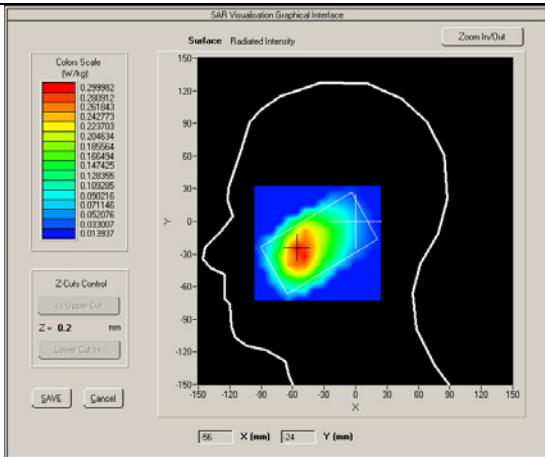 SAR Visualisation Graphical Interface
Surface Radiated Intensity
Zoom In/Out
Colors Scale
(W/kg)
0.299982
0.280912
0.261843
0.242773
0.223703
0.204634
0.185564
0.166494
0.147425
0.128355
0.109285
0.090216
0.071146
0.052076
0.033007
0.013937
Z-Cuts Control
<< Upper Cut
Z = 0.2 mm
Lower Cut >>
SAVE Cancel
150
120
90
60
30
0
-30
-60
-90
-120
-150
Y
-150 -120 -90 -60 -30 0 30 60 90 120 150
X
-56 X (mm) -24 Y (mm)